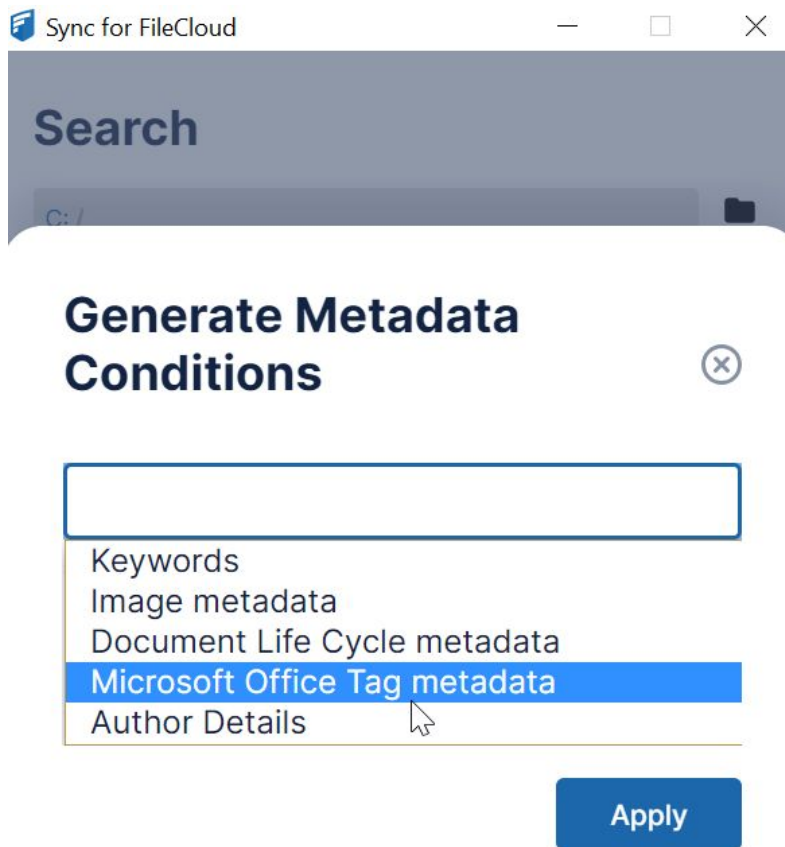 Sync for FileCloud
Search
C: /
Generate Metadata
Conditions
Keywords
Image metadata
Document Life Cycle metadata
Microsoft Office Tag metadata
Author Details
Apply